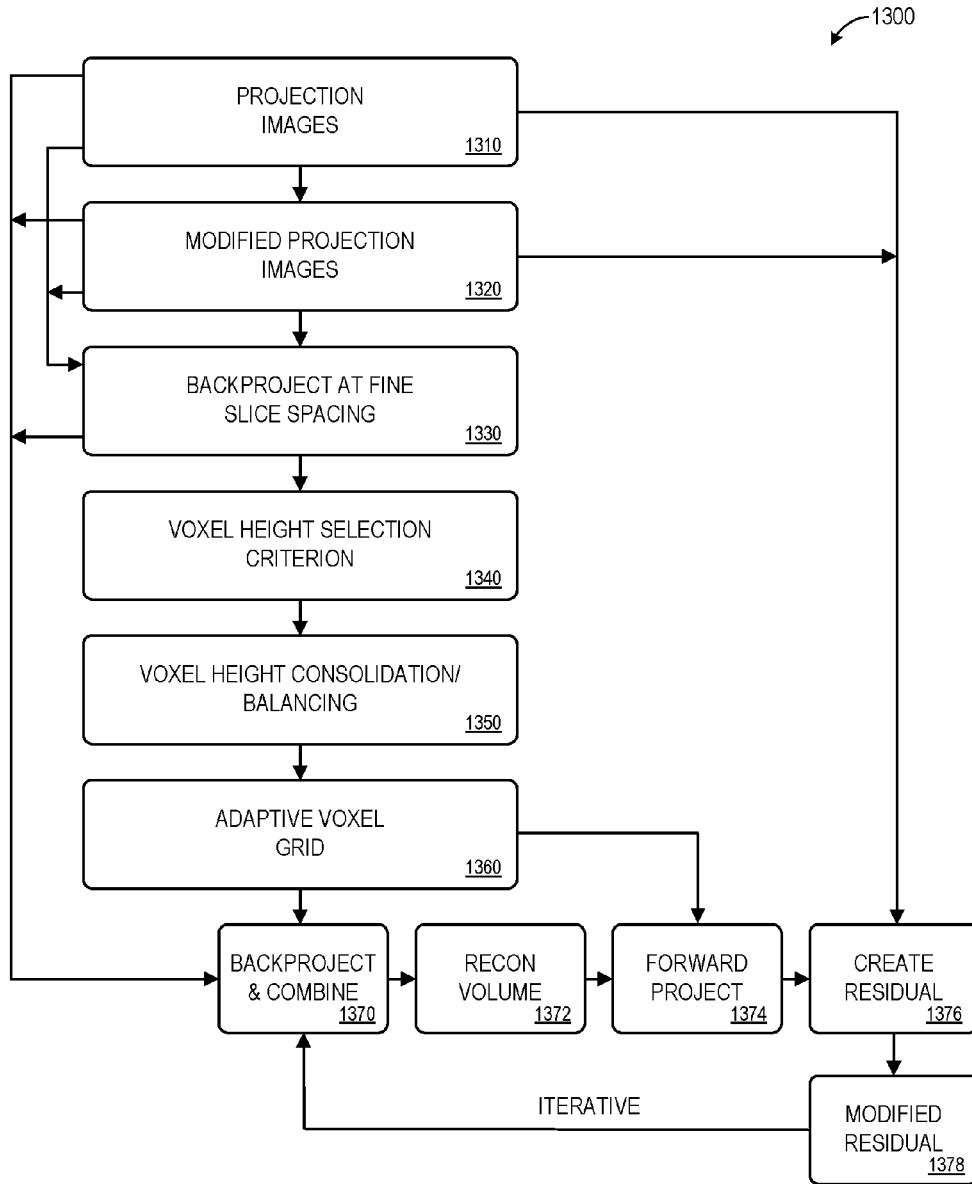 1300
PROJECTION
IMAGES
1310
MODIFIED PROJECTION
IMAGES
1320
BACKPROJECT AT FINE
SLICE SPACING
1330
VOXEL HEIGHT SELECTION
CRITERION
1340
VOXEL HEIGHT CONSOLIDATION/
BALANCING
1350
ADAPTIVE VOXEL
GRID
1360
BACKPROJECT
& COMBINE
1370
RECON
VOLUME
1372
FORWARD
PROJECT
1374
CREATE
RESIDUAL
1376
ITERATIVE
MODIFIED
RESIDUAL
1378